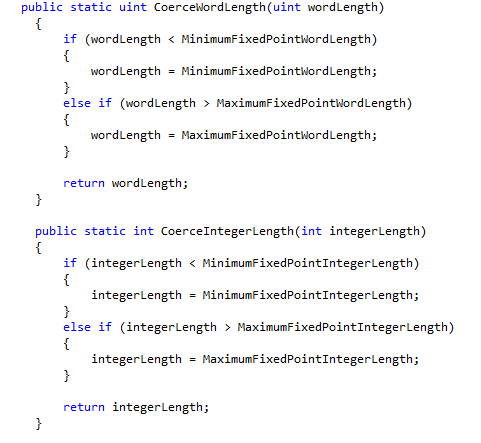 public static uint CoerceWordLength(uint wordLength)
{
if (wordLength < MinimumFixedPointWordLength)
{
wordLength = MinimumFixedPointWordLength;
}
else if (wordLength > MaximumFixedPointWordLength)
{
wordLength = MaximumFixedPointWordLength;
}
return wordLength;
}
public static int CoerceIntegerLength(int integerLength)
{
if (integerLength < MinimumFixedPointIntegerLength)
{
integerLength = MinimumFixedPointIntegerLength;
}
else if (integerLength > MaximumFixedPointIntegerLength)
{
integerLength = MaximumFixedPointIntegerLength;
}
return integerLength;
}